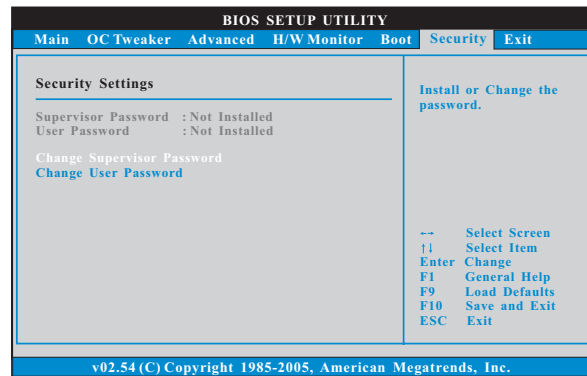 BIOS SETUP UTILITY
Main OC Tweaker Advanced H/W Monitor Boot Security Exit
Security Settings
Supervisor Password : Not Installed
User Password : Not Installed
Change Supervisor Password
Change User Password
Install or Change the
password.
←→ Select Screen
↑↓ Select Item
Enter Change
F1 General Help
F9 Load Defaults
F10 Save and Exit
ESC Exit
v02.54 (C) Copyright 1985-2005, American Megatrends, Inc.